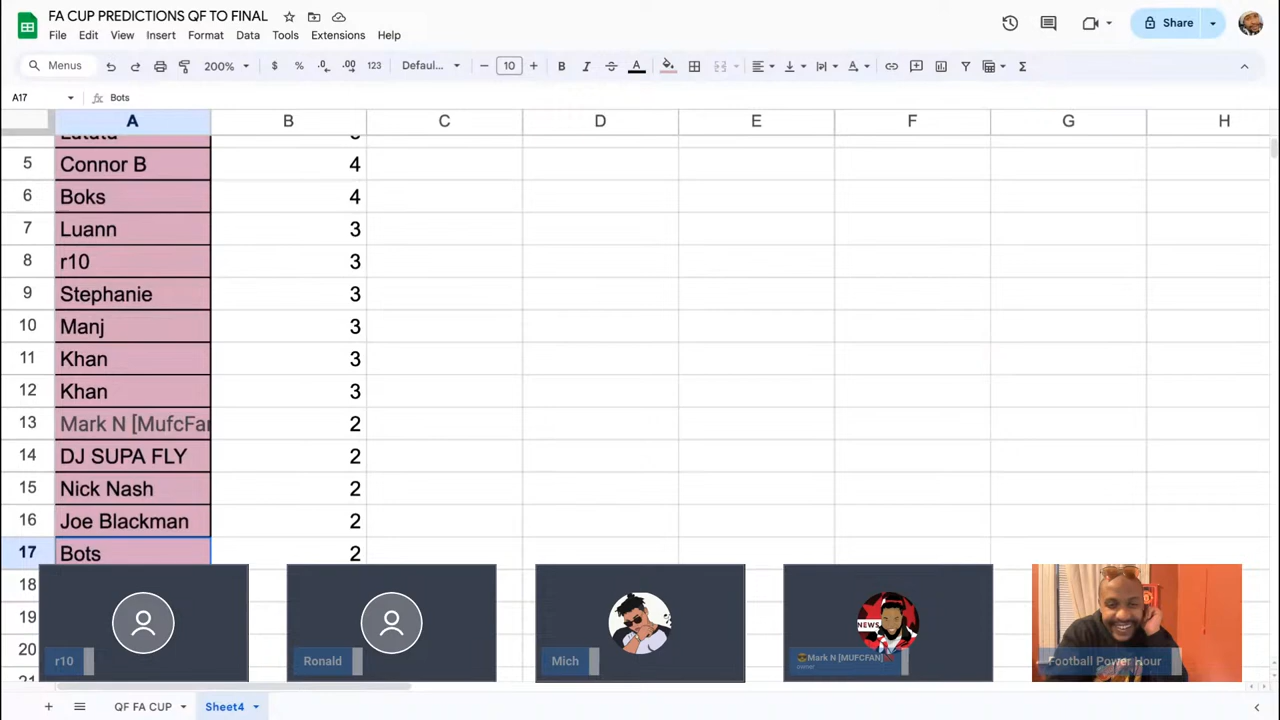 FA CUP PREDICTIONS QF TO FINAL
File Edit View Insert Format Data Tools Extensions Help
Share
Menus 200% $ % .0 .00 123 Defaul... 10 B I A
A17 Bots
A B C D E F G H
5 Connor B 4
6 Boks 4
7 Luann 3
8 r10 3
9 Stephanie 3
10 Manj 3
11 Khan 3
12 Khan 3
13 Mark N [MufcFan 2
14 DJ SUPA FLY 2
15 Nick Nash 2
16 Joe Blackman 2
17 Bots 2
18
19
20
21
NEWS
r10
Ronald
Mich
Mark N [MUFCFAN]
owner
Football Power Hour
QF FA CUP Sheet4